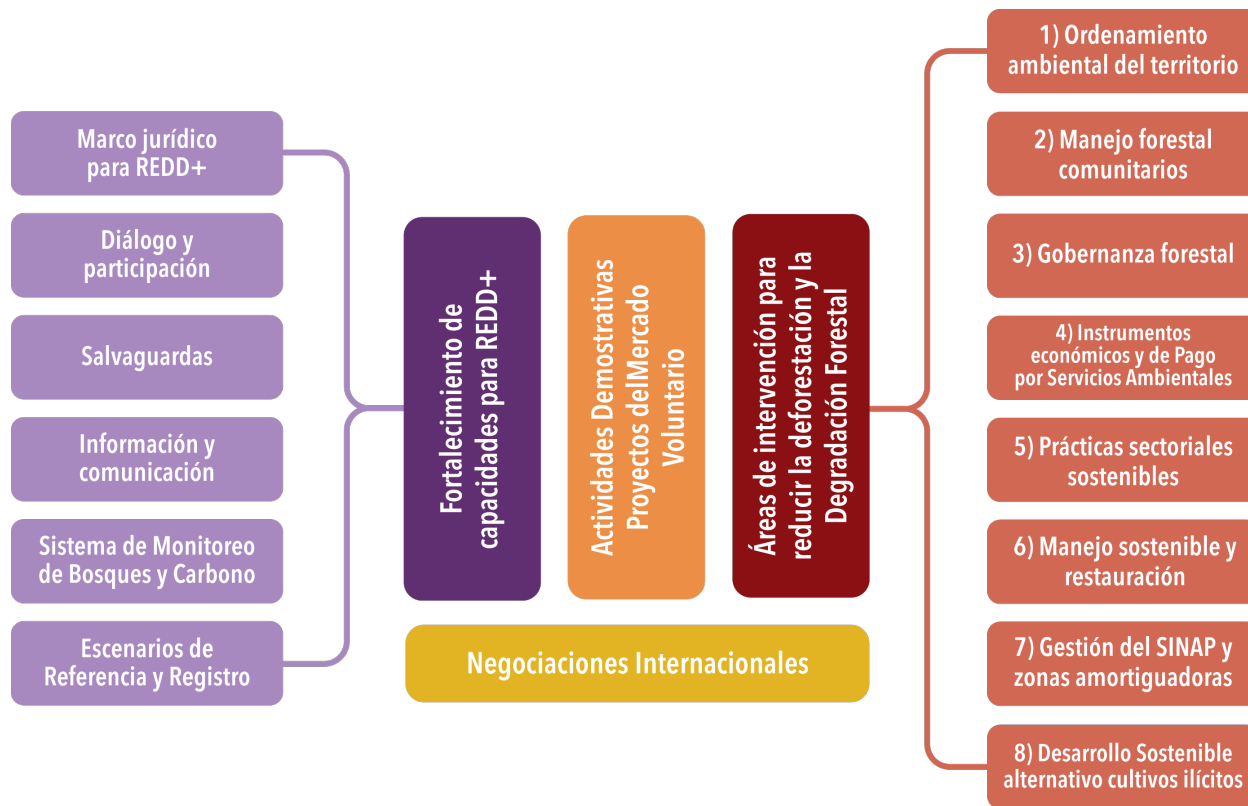 Marco jurídico
para REDD+
Diálogo y
participación
Salvaguardas
Información y
comunicación
Sistema de Monitoreo
de Bosques y Carbono
Escenarios de
Referencia y Registro
Fortalecimiento de
capacidades para REDD+
Actividades Demostrativas
Proyectos delMercado
Voluntario
Áreas de intervención para
reducir la deforestación y la
Degradación Forestal
Negociaciones Internacionales
1) Ordenamiento
ambiental del territorio
2) Manejo forestal
comunitarios
3) Gobernanza forestal
4) Instrumentos
económicos y de Pago
por Servicios Ambientales
5) Prácticas sectoriales
sostenibles
6) Manejo sostenible y
restauración
7) Gestión del SINAP y
zonas amortiguadoras
8) Desarrollo Sostenible
alternativo cultivos ilícitos